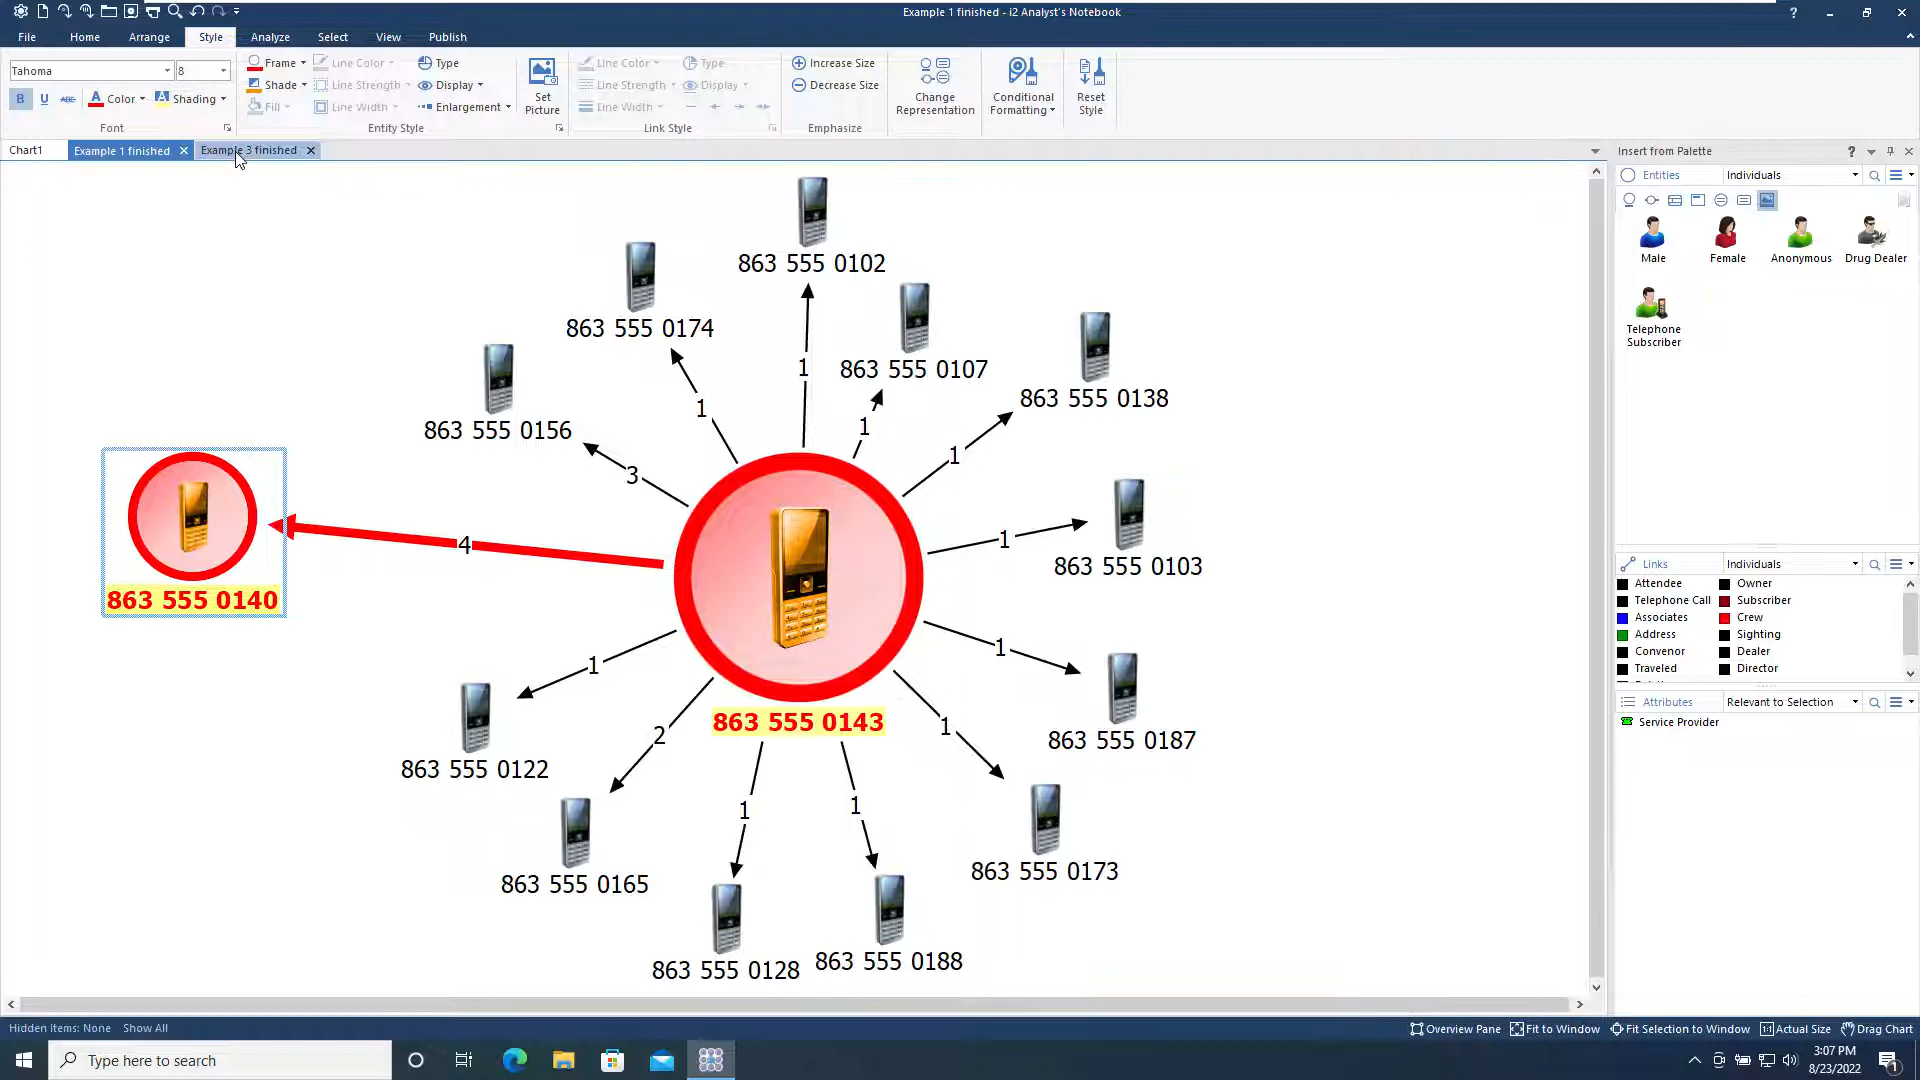 Example 1 finished - i2 Analyst's Notebook
?
File Home Arrange Style Analyze Select View Publish
Tahoma 8
B U ABC A Color A Shading
Font
Frame Line Color Type
Shade Line Strength Display
Fill Line Width Enlargement
Entity Style
Set Picture
Line Color Type
Line Strength Display
Line Width
Link Style
Increase Size
Decrease Size
Emphasize
Change Representation
Conditional Formatting
Reset Style
Chart1 Example 1 finished Example 3 finished
863 555 0102
863 555 0174
863 555 0107
863 555 0138
863 555 0156
1
1
1
1
3
863 555 0103
1
4
863 555 0140
863 555 0143
1
1
863 555 0187
863 555 0122
2
1
1
1
863 555 0165
863 555 0173
863 555 0128
863 555 0188
Insert from Palette ?
Entities Individuals
Male Female Anonymous Drug Dealer
Telephone Subscriber
Links Individuals
Attendee Owner
Telephone Call Subscriber
Associates Crew
Address Sighting
Convenor Dealer
Traveled Director
Attributes Relevant to Selection
Service Provider
Hidden Items: None Show All
Overview Pane Fit to Window Fit Selection to Window 1:1 Actual Size Drag Chart
Type here to search
3:07 PM
8/23/2022
1